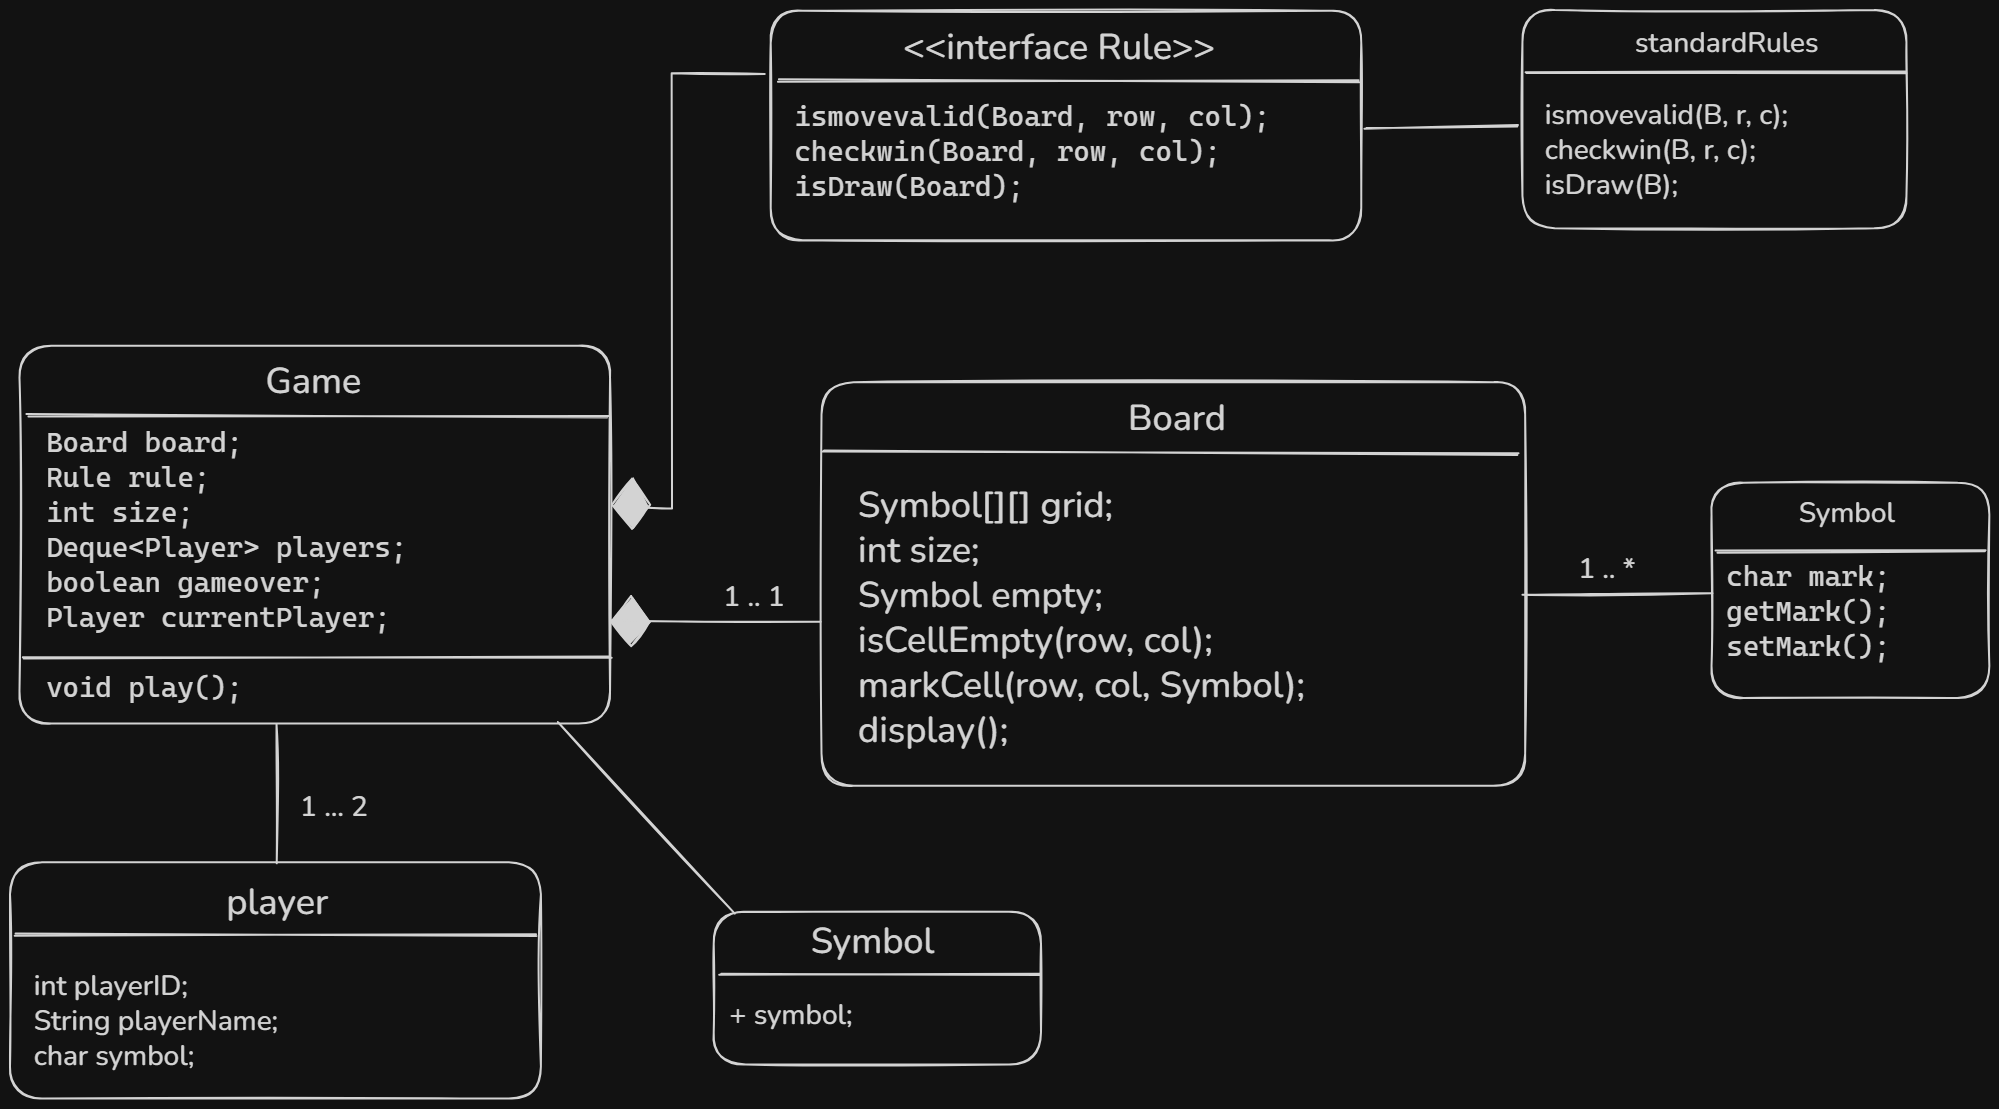 <<interface Rule>>
ismovevalid(Board, row, col);
checkwin(Board, row, col);
isDraw(Board);
standardRules
ismovevalid(B, r, c);
checkwin(B, r, c);
isDraw(B);
Game
Board board;
Rule rule;
int size;
Deque<Player> players;
boolean gameover;
Player currentPlayer;
void play();
1 .. 1
Board
Symbol[][] grid;
int size;
Symbol empty;
isCellEmpty(row, col);
markCell(row, col, Symbol);
display();
1 .. *
Symbol
char mark;
getMark();
setMark();
1 ... 2
player
int playerID;
String playerName;
char symbol;
Symbol
+ symbol;